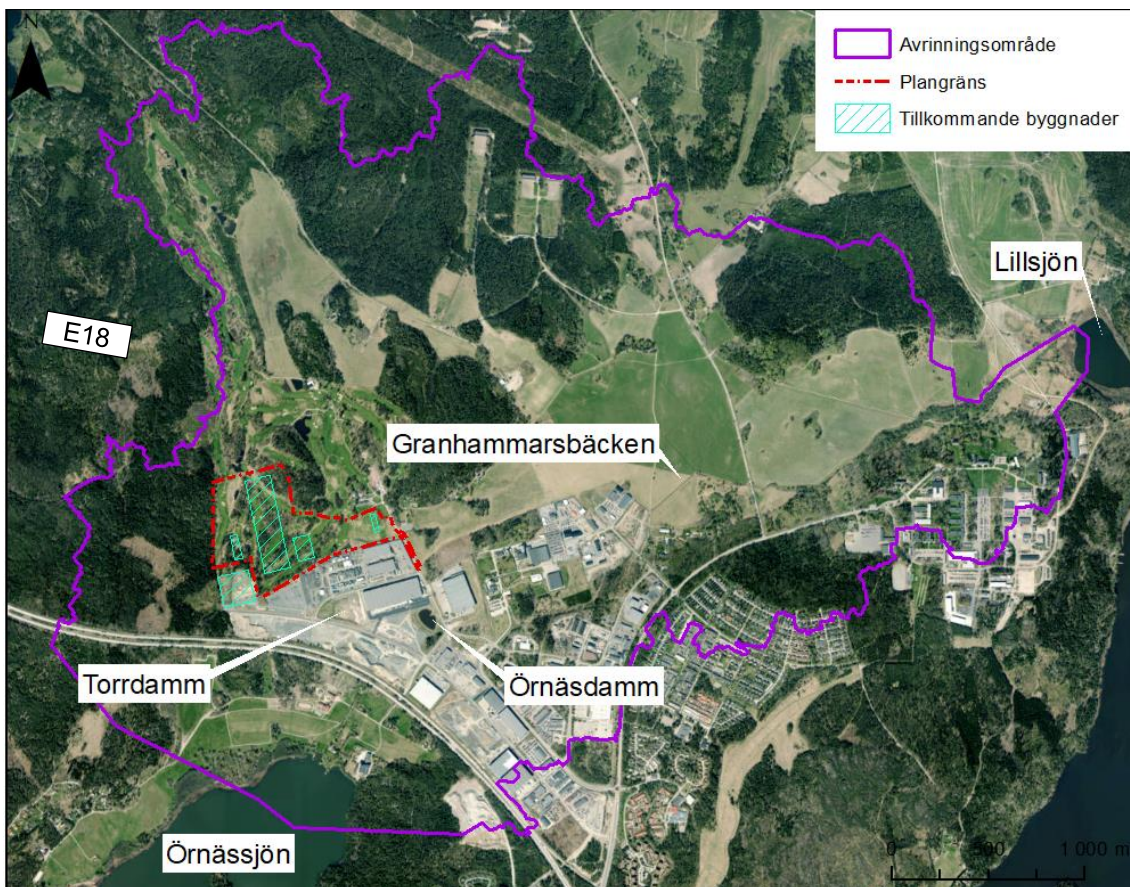 N
Avrinningsområde
Plangräns
Tillkommande byggnader
Lillsjön
E18
Granhammarsbäcken
Torrdamm
Örnäsdamm
Örnässjön
0 500 1 000 m